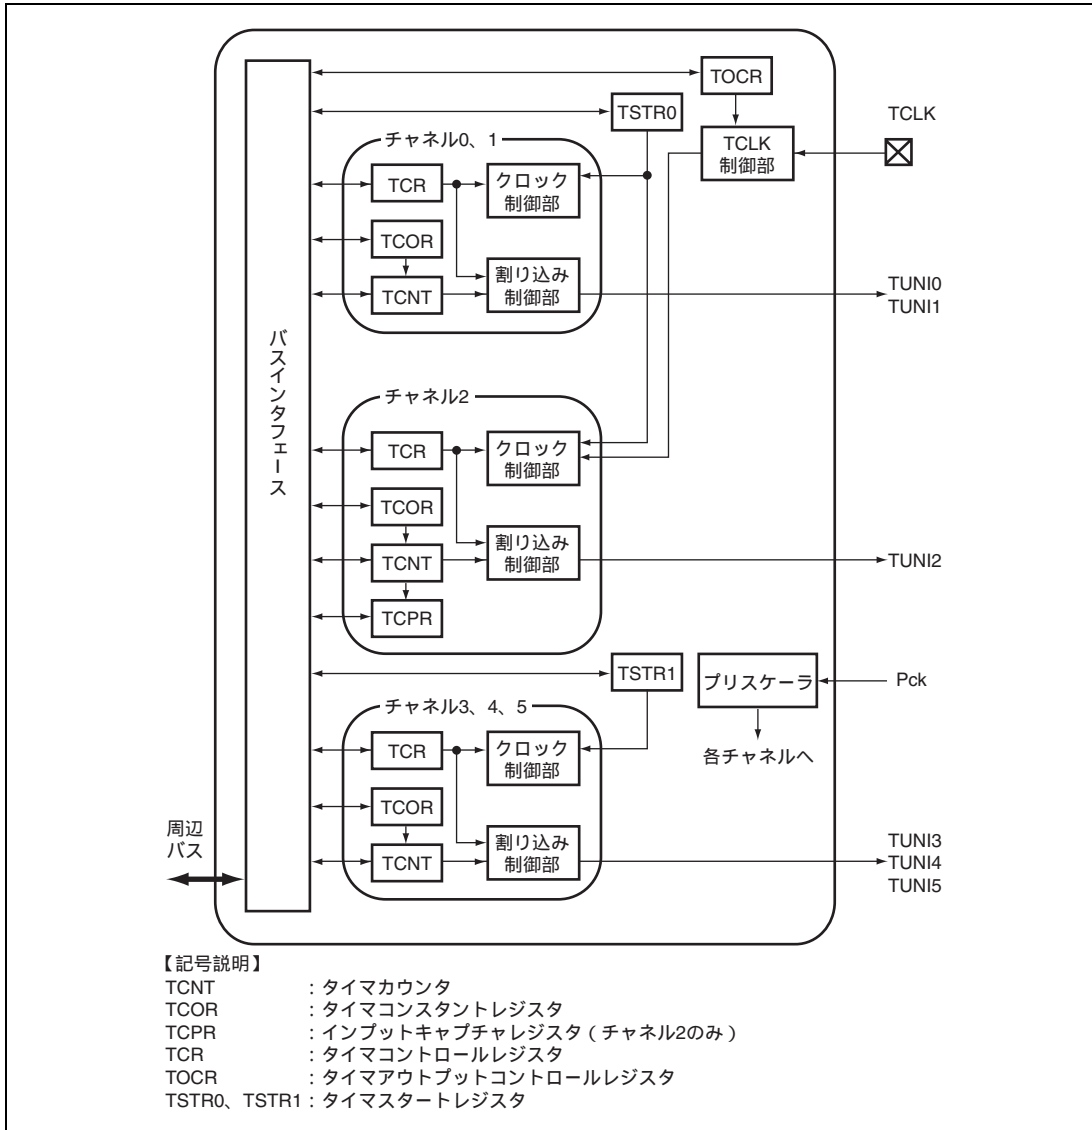 TOCR
TSTR0
TCLK
チャネル0、1
TCLK
制御部
TCR
クロック
制御部
TCOR
TCNT
割り込み
制御部
TUNI0
TUNI1
バスインタフェース
チャネル2
TCR
クロック
制御部
TCOR
TCNT
割り込み
制御部
TUNI2
TCPR
TSTR1
プリスケーラ
Pck
各チャネルへ
チャネル3、4、5
TCR
クロック
制御部
TCOR
TCNT
割り込み
制御部
周辺
バス
TUNI3
TUNI4
TUNI5
【記号説明】
TCNT : タイマカウンタ
TCOR : タイマコンスタントレジスタ
TCPR : インプットキャプチャレジスタ ( チャネル2のみ )
TCR : タイマコントロールレジスタ
TOCR : タイマアウトプットコントロールレジスタ
TSTR0、TSTR1 : タイマスタートレジスタ